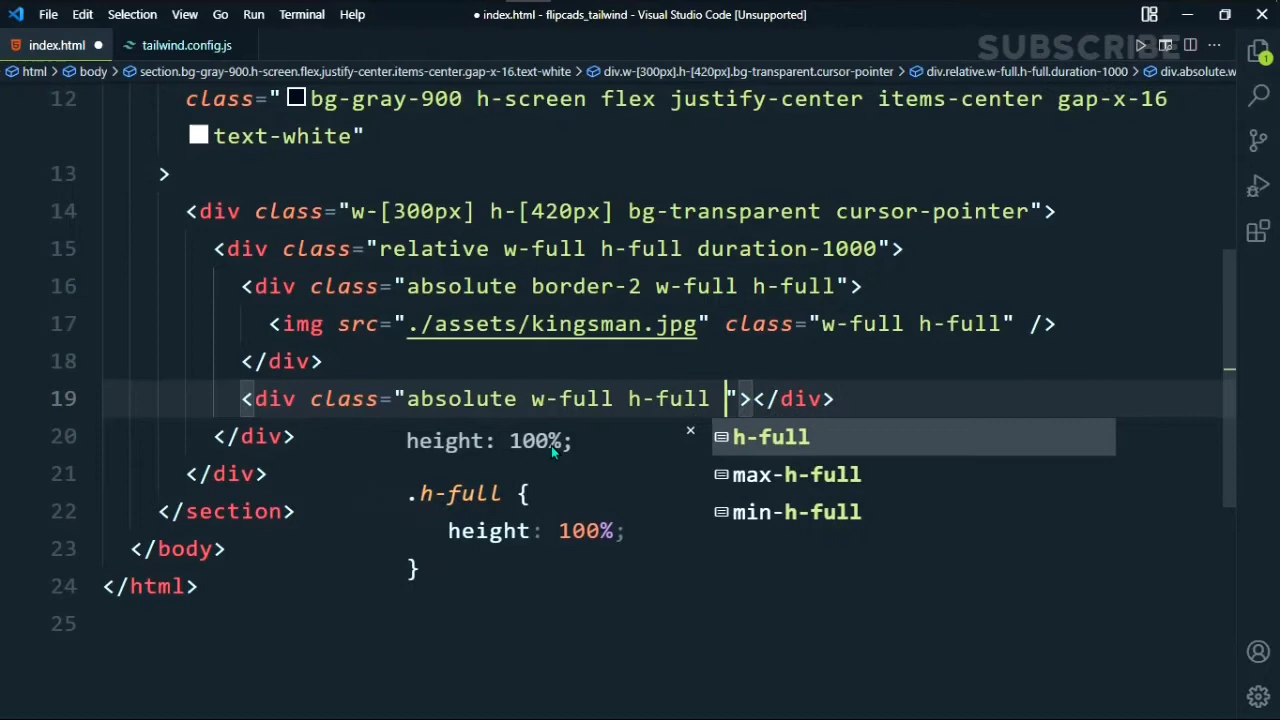 File Edit Selection View Go Run Terminal Help
● index.html - flipcads_tailwind - Visual Studio Code [Unsupported]
index.html ● tailwind.config.js
SUBSCRIBE
html > body > section.bg-gray-900.h-screen.flex.justify-center.items-center.gap-x-16.text-white > div.w-[300px].h-[420px].bg-transparent.cursor-pointer > div.relative.w-full.h-full.duration-1000 > div.absolute.w
12 class="bg-gray-900 h-screen flex justify-center items-center gap-x-16
text-white"
13 >
14 <div class="w-[300px] h-[420px] bg-transparent cursor-pointer">
15 <div class="relative w-full h-full duration-1000">
16 <div class="absolute border-2 w-full h-full">
17 <img src="./assets/kingsman.jpg" class="w-full h-full" />
18 </div>
19 <div class="absolute w-full h-full "></div>
20 </div>
21 </div>
22 </section>
23 </body>
24 </html>
25
height: 100%;
.h-full {
height: 100%;
}
h-full
max-h-full
min-h-full
1